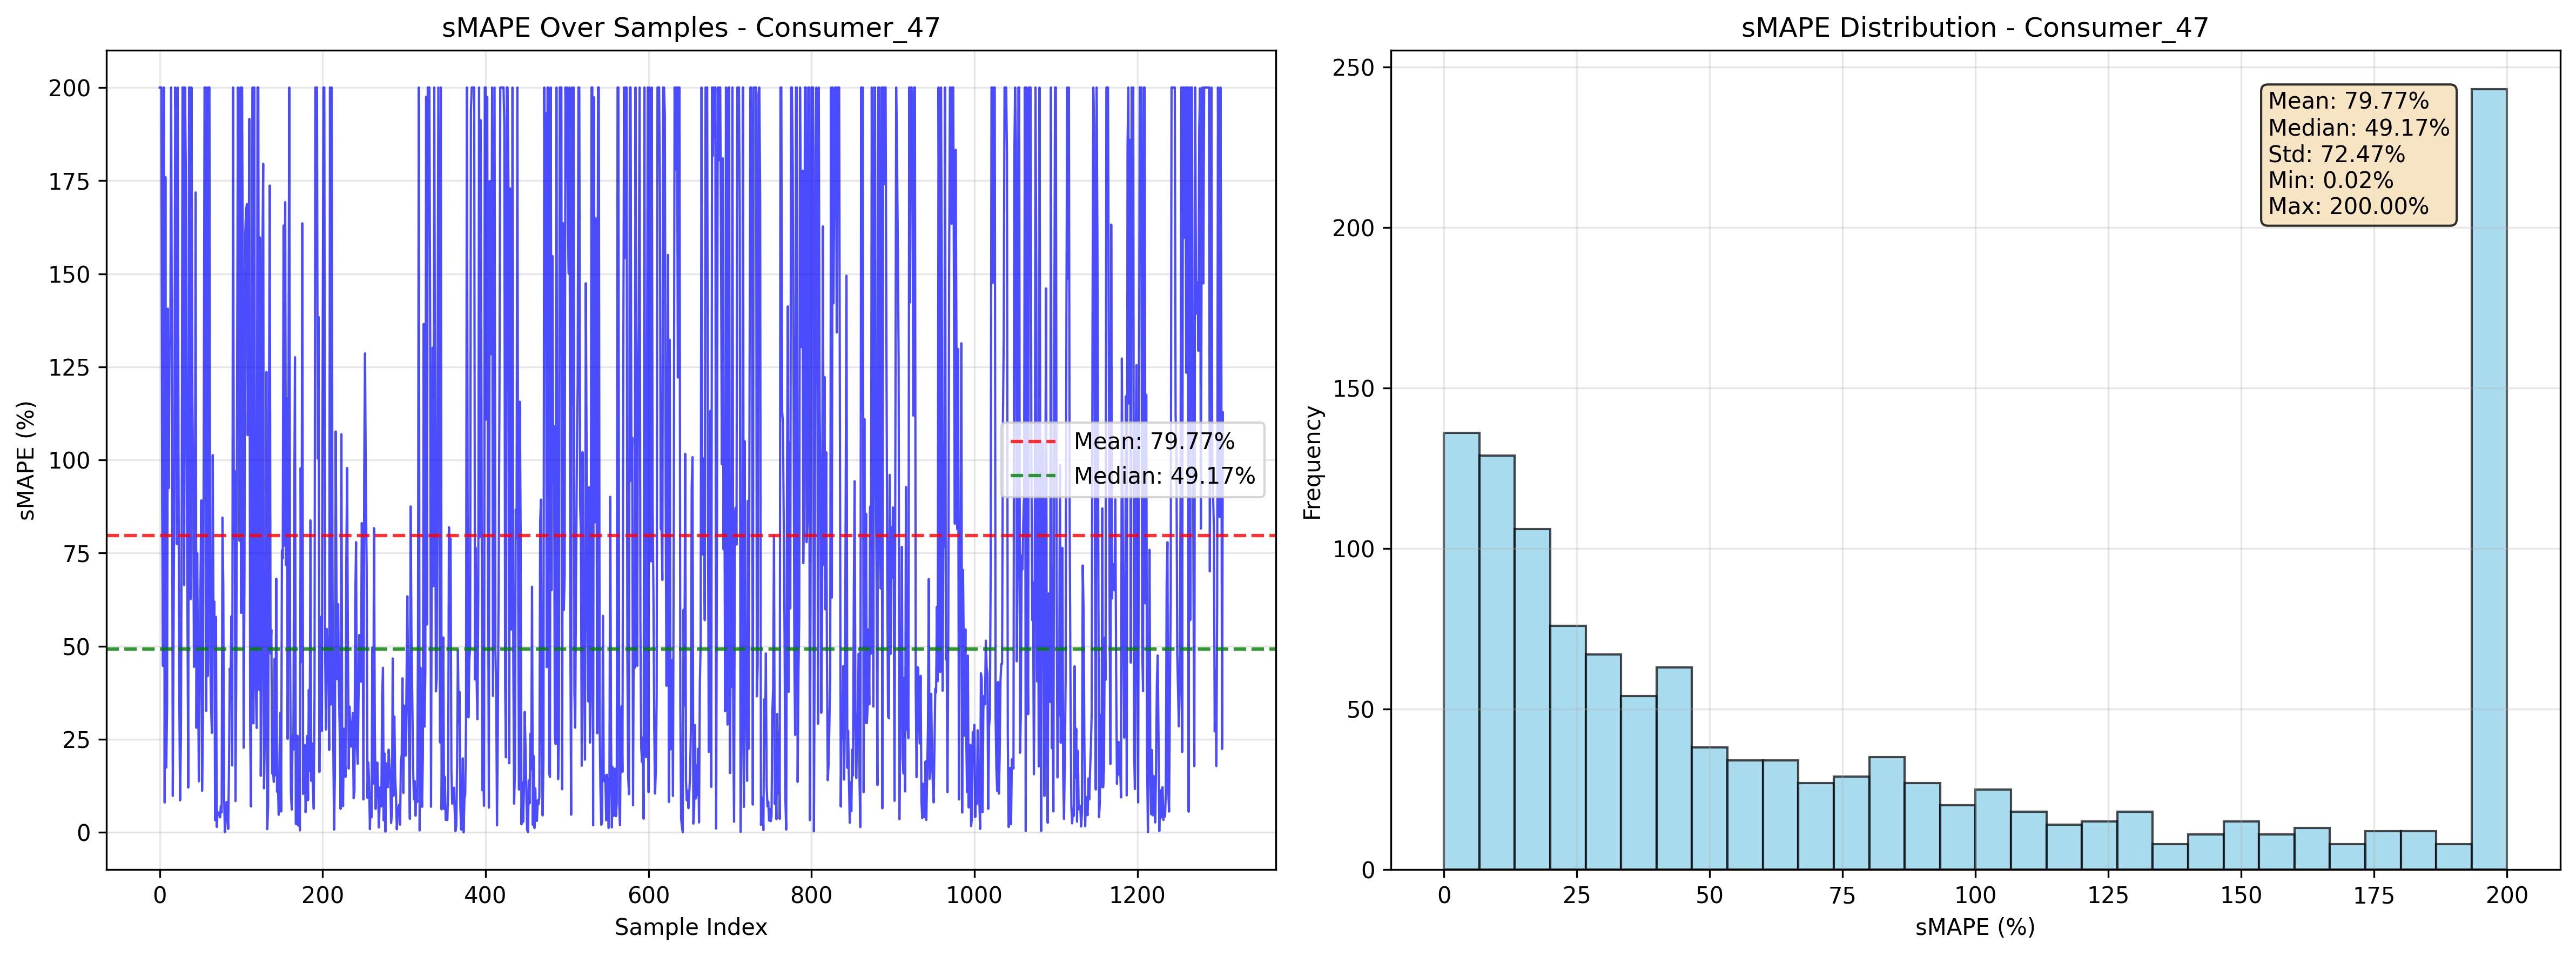 sMAPE Over Samples - Consumer_47
200
175
150
125
100
75
50
25
0
sMAPE (%)
Mean: 79.77%
Median: 49.17%
0
200
400
600
800
1000
1200
Sample Index
sMAPE Distribution - Consumer_47
250
200
150
100
50
0
Frequency
Mean: 79.77%
Median: 49.17%
Std: 72.47%
Min: 0.02%
Max: 200.00%
0
25
50
75
100
125
150
175
200
sMAPE (%)